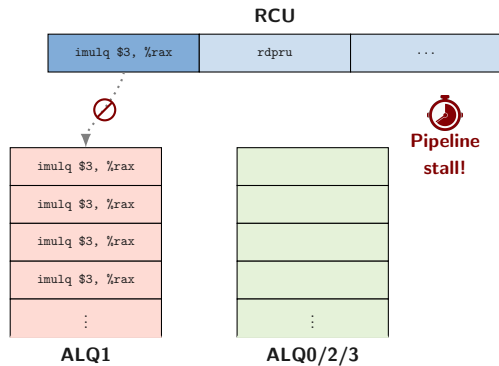 RCU
imulq $3, %rax
rdpru
···
Pipeline
stall!
imulq $3, %rax
imulq $3, %rax
imulq $3, %rax
imulq $3, %rax
⋮
⋮
ALQ1
ALQ0/2/3